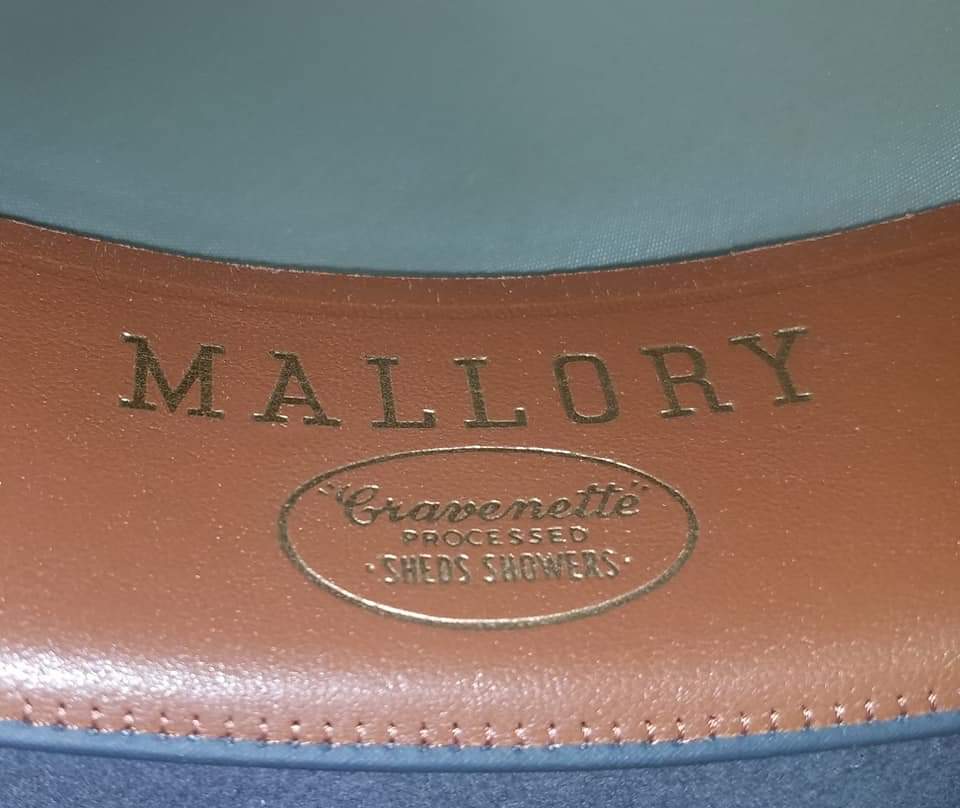 MALLORY
"Cravenette"
PROCESSED
·SHEDS SHOWERS·